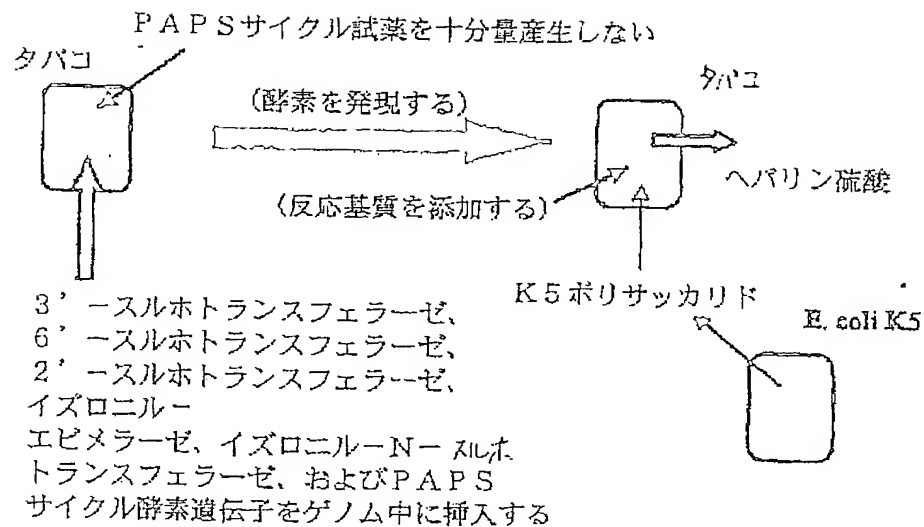 PAPSサイクル試薬を十分量産生しない
タバコ
タバコ
(酵素を発現する)
ヘパリン硫酸
(反応基質を添加する)
K5ポリサッカリド
E. coli K5
3’ースルホトランスフェラーゼ、
6’ースルホトランスフェラーゼ、
2’ースルホトランスフェラーゼ、
イズロニルー
エピメラーゼ、イズロニルーNースルホ
トランスフェラーゼ、およびPAPS
サイクル酵素遺伝子をゲノム中に挿入する